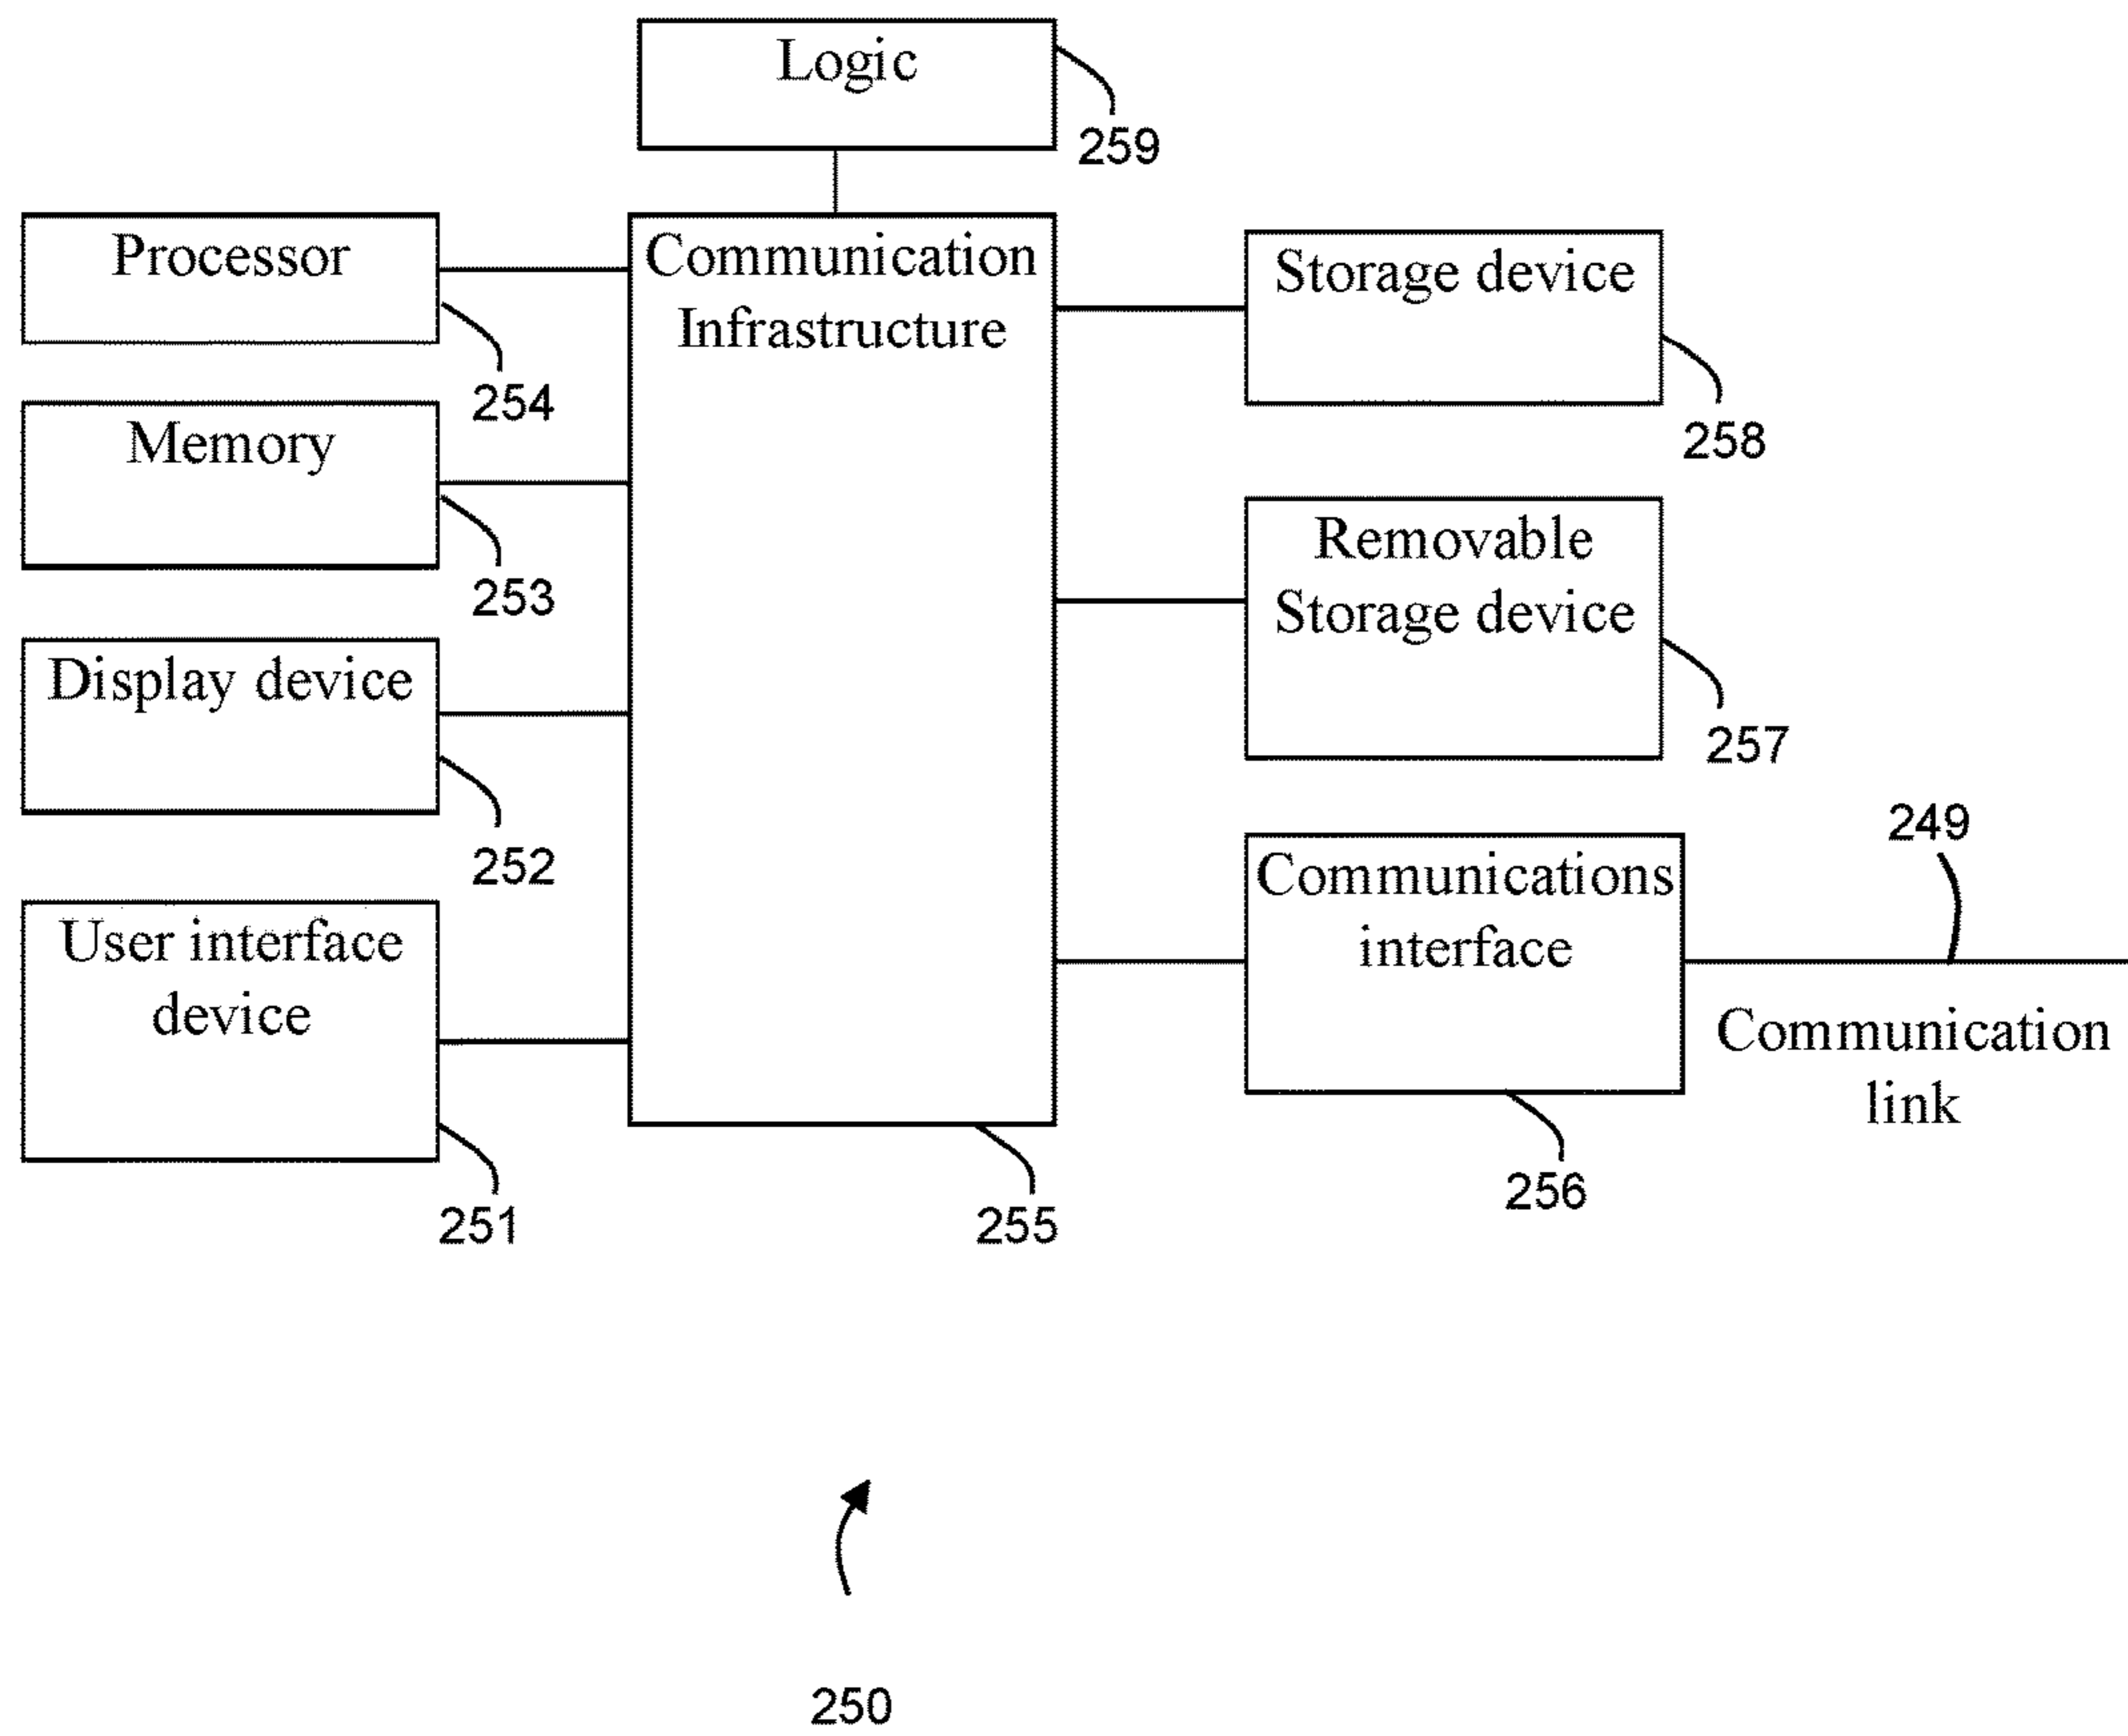 Logic
259
Processor
254
Communication
Infrastructure
Storage device
258
Memory
253
Removable
Storage device
257
Display device
252
249
Communications
interface
256
Communication
link
User interface
device
251
255
250